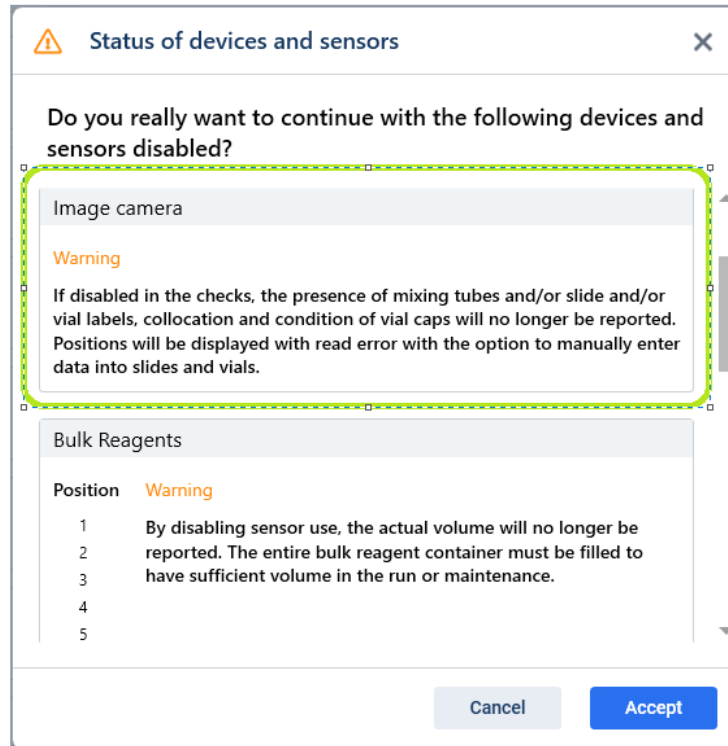 Status of devices and sensors
Do you really want to continue with the following devices and
sensors disabled?
Image camera
Warning
If disabled in the checks, the presence of mixing tubes and/or slide and/or
vial labels, collocation and condition of vial caps will no longer be reported.
Positions will be displayed with read error with the option to manually enter
data into slides and vials.
Bulk Reagents
Position Warning
1
2
3
4
5
By disabling sensor use, the actual volume will no longer be
reported. The entire bulk reagent container must be filled to
have sufficient volume in the run or maintenance.
Cancel Accept